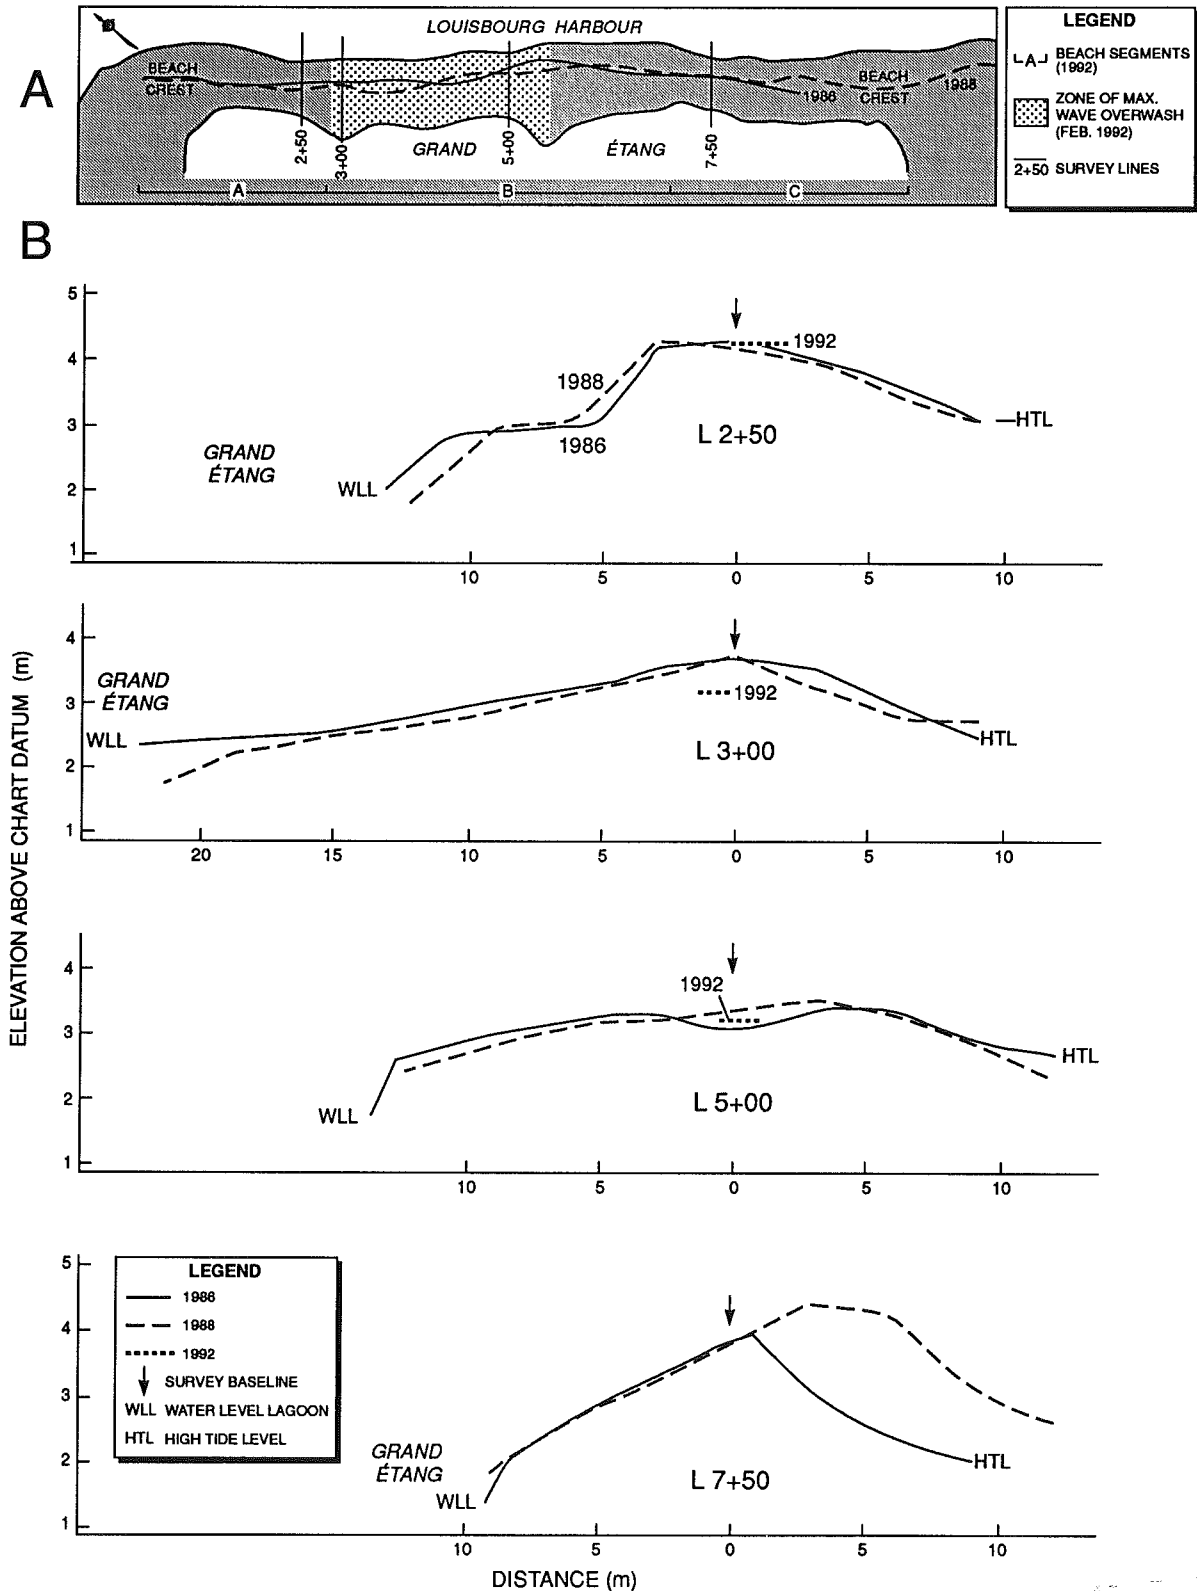 A
LOUISBOURG HARBOUR
BEACH
CREST
BEACH
CREST
1986
1988
2+50
3+00
5+00
7+50
GRAND
ÉTANG
A
B
C
LEGEND
A BEACH SEGMENTS
(1992)
ZONE OF MAX.
WAVE OVERWASH
(FEB. 1992)
2+50 SURVEY LINES
B
ELEVATION ABOVE CHART DATUM (m)
5
4
3
2
1
1992
1988
1986
L 2+50
HTL
GRAND
ÉTANG
WLL
10 5 0 5 10
4
3
2
1
GRAND
ÉTANG
WLL
1992
L 3+00
HTL
20 15 10 5 0 5 10
4
3
2
1
1992
HTL
L 5+00
WLL
10 5 0 5 10
5
4
3
2
1
LEGEND
1986
1988
1992
SURVEY BASELINE
WLL WATER LEVEL LAGOON
HTL HIGH TIDE LEVEL
GRAND
ÉTANG
WLL
L 7+50
HTL
10 5 0 5 10
DISTANCE (m)